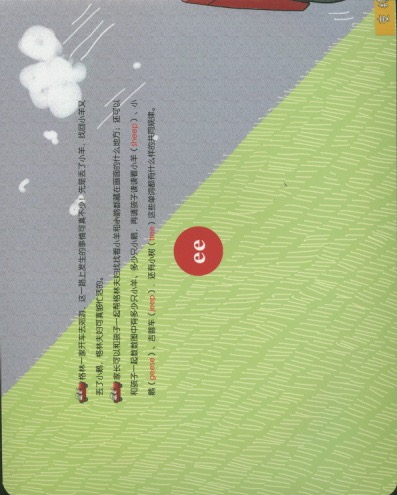 格林一家开车去郊游，这一路上发生的事情可真不少！先是丢了小羊，找回小羊又
丢了小鹅，格林夫妇可真够忙活的。
家长可以和孩子一起帮格林夫妇找找看小羊和小鹅都藏在画面的什么地方；还可以
和孩子一起数数图中有多少只小羊、多少只小鹅，再请孩子读读看小羊（sheep）、小
鹅（geese）、吉普车（jeep），还有小树（tree）这些单词都有什么样的共同规律。
ee